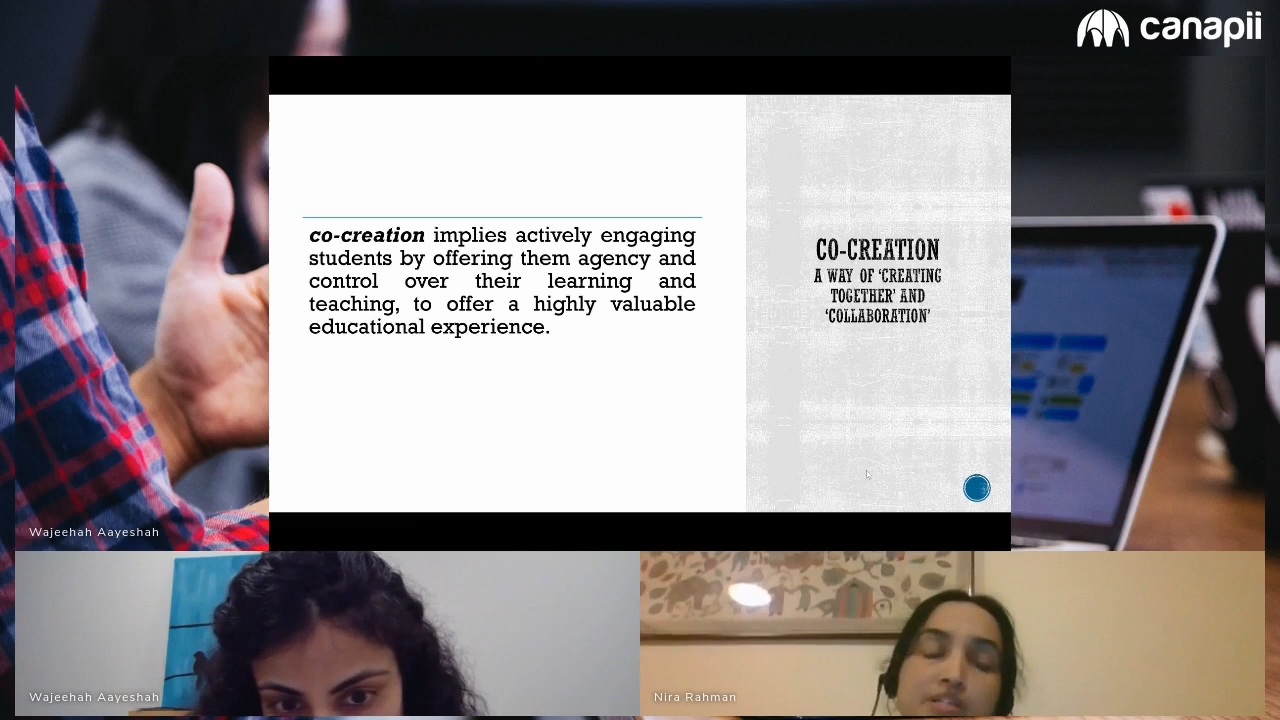 canapii
co-creation implies actively engaging
students by offering them agency and
control over their learning and
teaching, to offer a highly valuable
educational experience.
CO-CREATION
A WAY OF ‘CREATING
TOGETHER’ AND
‘COLLABORATION’
Wajeehah Aayeshah
Wajeehah Aayeshah
Nira Rahman